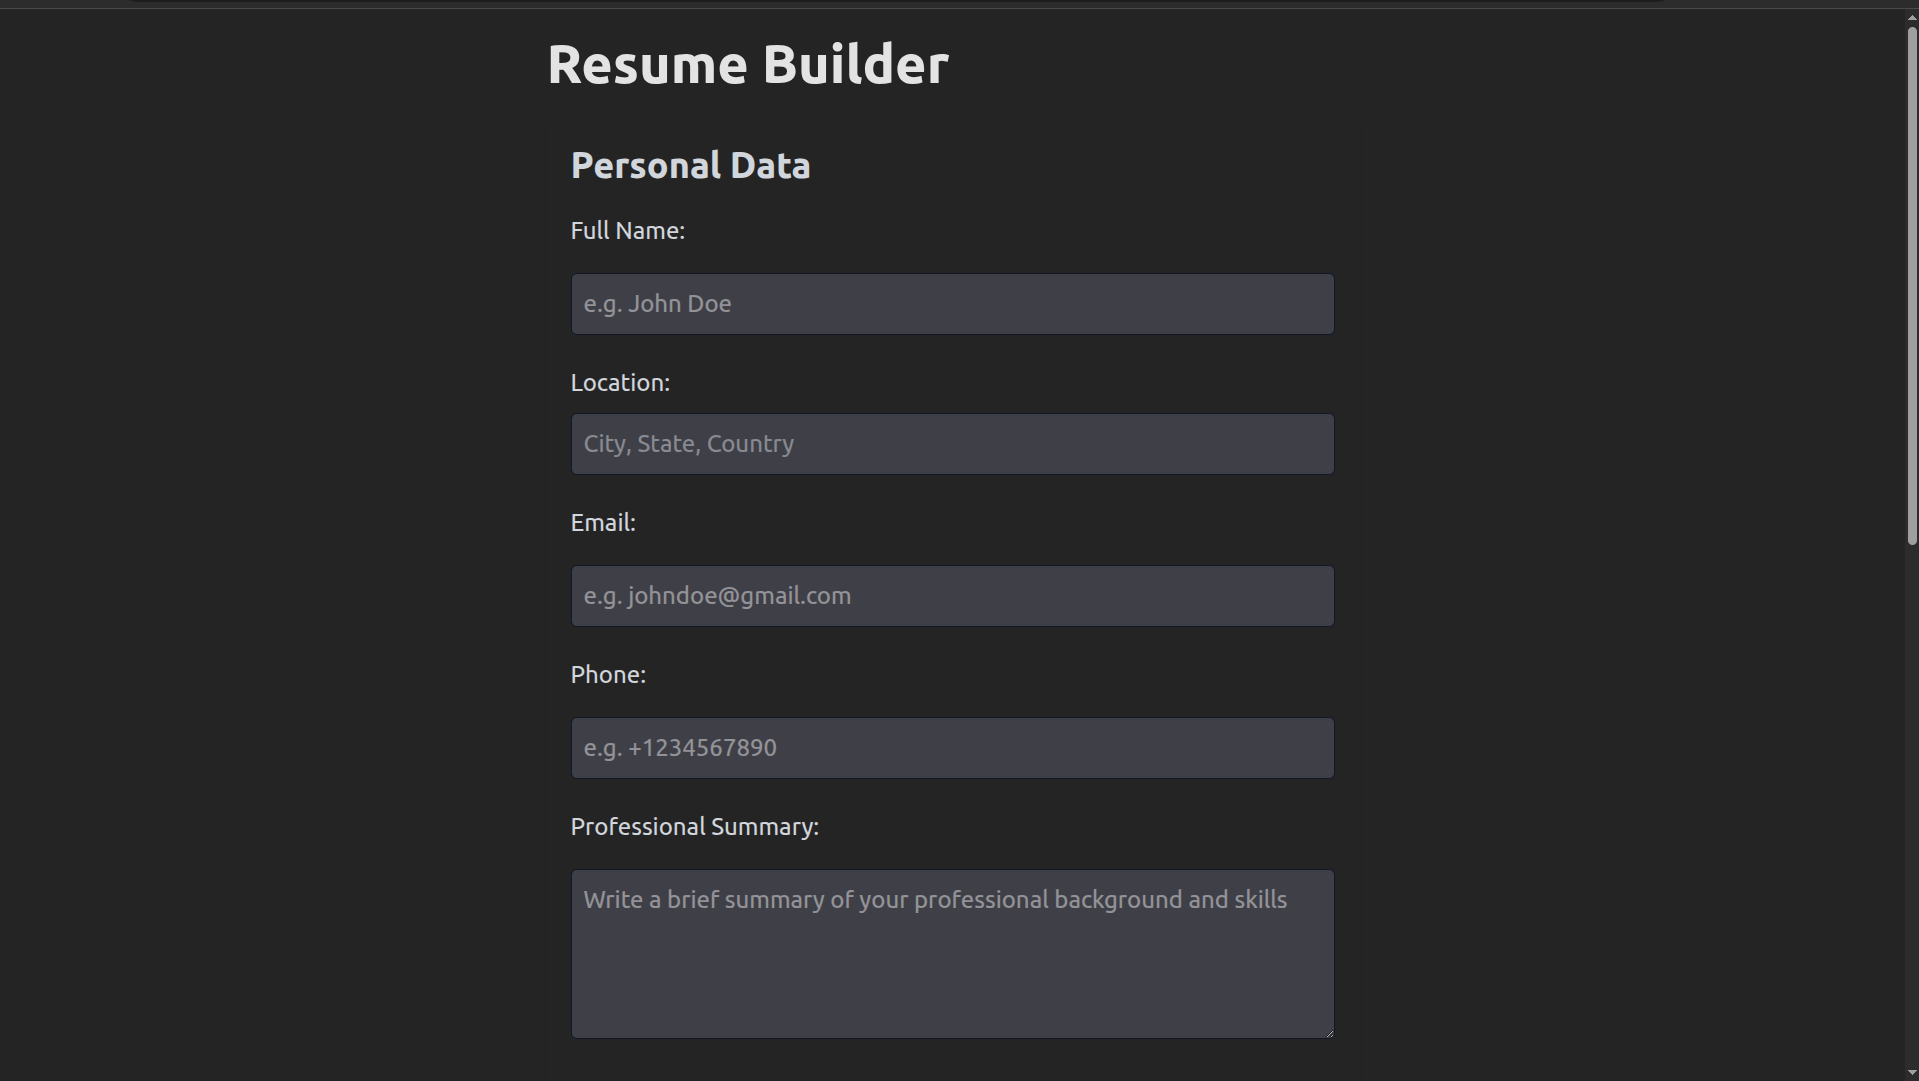 Resume Builder
Personal Data
Full Name:
e.g. John Doe
Location:
City, State, Country
Email:
e.g. johndoe@gmail.com
Phone:
e.g. +1234567890
Professional Summary:
Write a brief summary of your professional background and skills